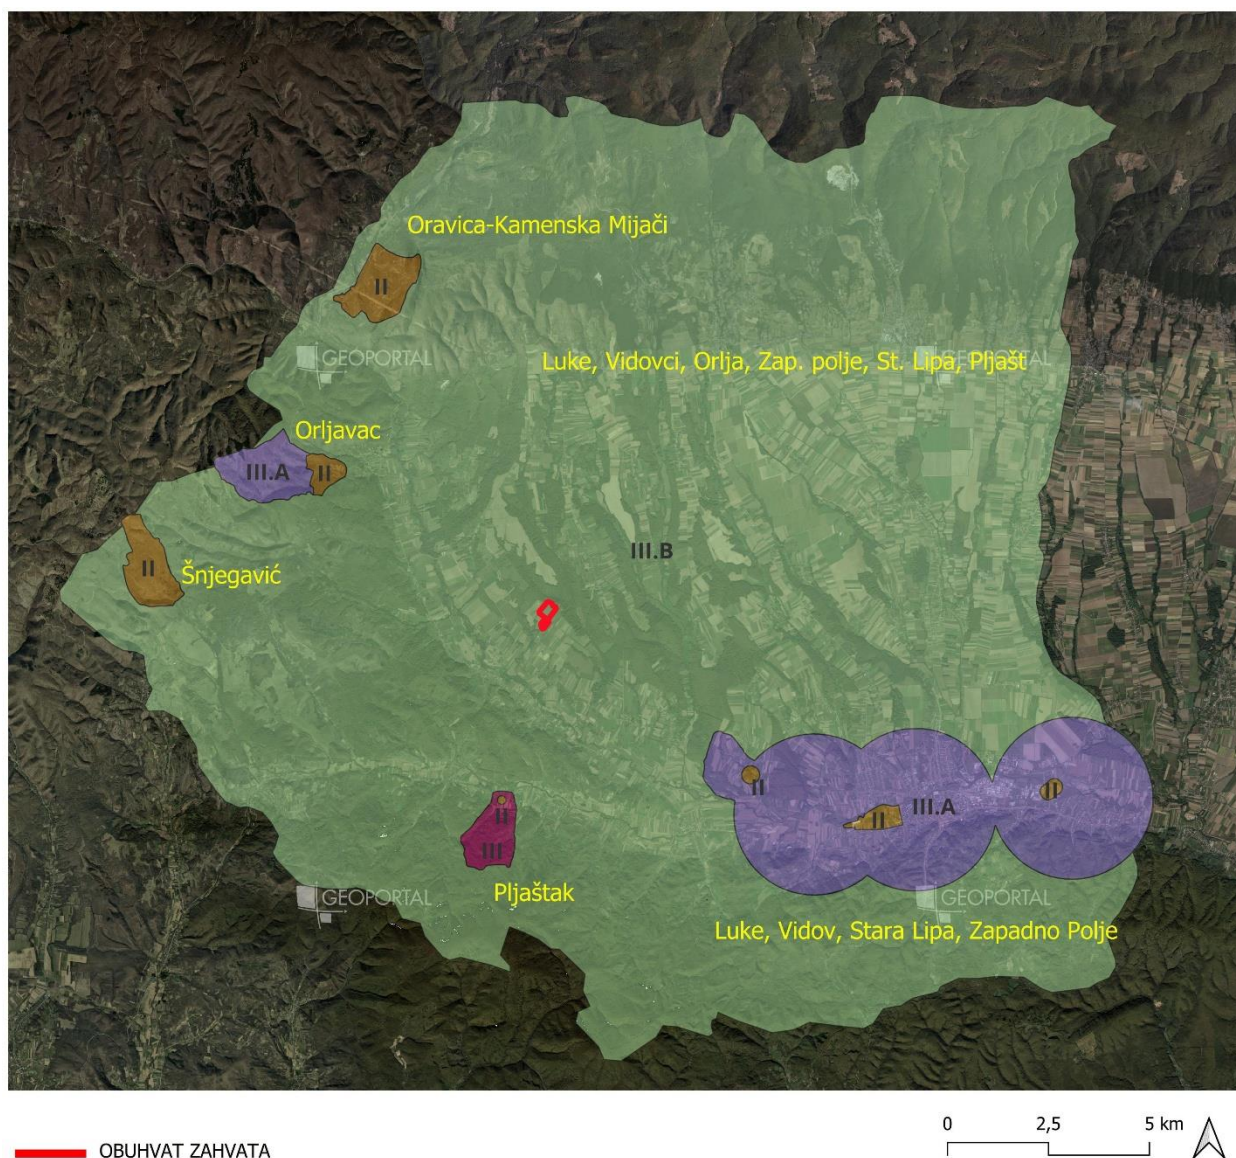 Oravica-Kamenska Mijači
II
GEOPORTAL
GEOPORTAL
Luke, Vidovci, Orlja, Zap. polje, St. Lipa, Pljašt
Orljavac
III.A
II
III.B
II
Šnjegavić
II
II
III.A
II
II
III
Pljaštak
GEOPORTAL
GEOPORTAL
Luke, Vidov, Stara Lipa, Zapadno Polje
0 2,5 5 km
OBUHVAT ZAHVATA